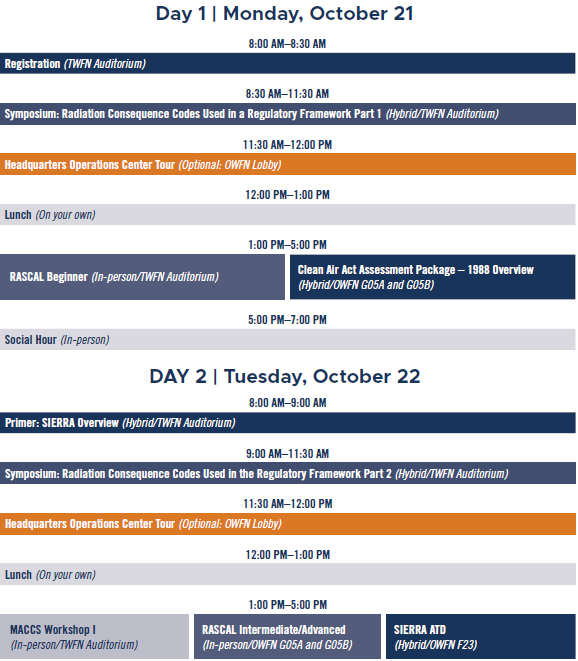 Day 1 | Monday, October 21
8:00 AM–8:30 AM
Registration (TWFN Auditorium)
8:30 AM–11:30 AM
Symposium: Radiation Consequence Codes Used in a Regulatory Framework Part 1 (Hybrid/TWFN Auditorium)
11:30 AM–12:00 PM
Headquarters Operations Center Tour (Optional: OWFN Lobby)
12:00 PM–1:00 PM
Lunch (On your own)
1:00 PM–5:00 PM
RASCAL Beginner (In-person/TWFN Auditorium)
Clean Air Act Assessment Package – 1988 Overview
(Hybrid/OWFN G05A and G05B)
5:00 PM–7:00 PM
Social Hour (In-person)
DAY 2 | Tuesday, October 22
8:00 AM–9:00 AM
Primer: SIERRA Overview (Hybrid/TWFN Auditorium)
9:00 AM–11:30 AM
Symposium: Radiation Consequence Codes Used in the Regulatory Framework Part 2 (Hybrid/TWFN Auditorium)
11:30 AM–12:00 PM
Headquarters Operations Center Tour (Optional: OWFN Lobby)
12:00 PM–1:00 PM
Lunch (On your own)
1:00 PM–5:00 PM
MACCS Workshop I
(In-person/TWFN Auditorium)
RASCAL Intermediate/Advanced
(In-person/OWFN G05A and G05B)
SIERRA ATD
(Hybrid/OWFN F23)